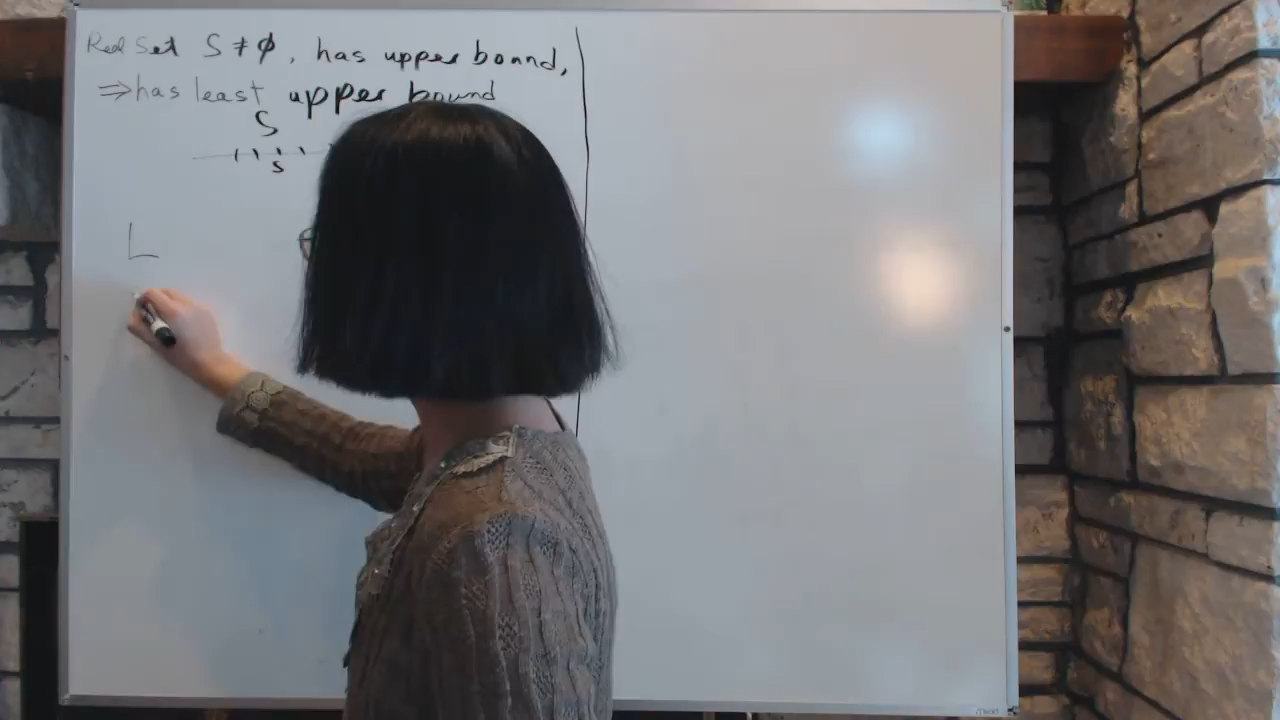 Real Set S ≠ ϕ, has upper bound,
⇒ has least upper bound
S
s
L